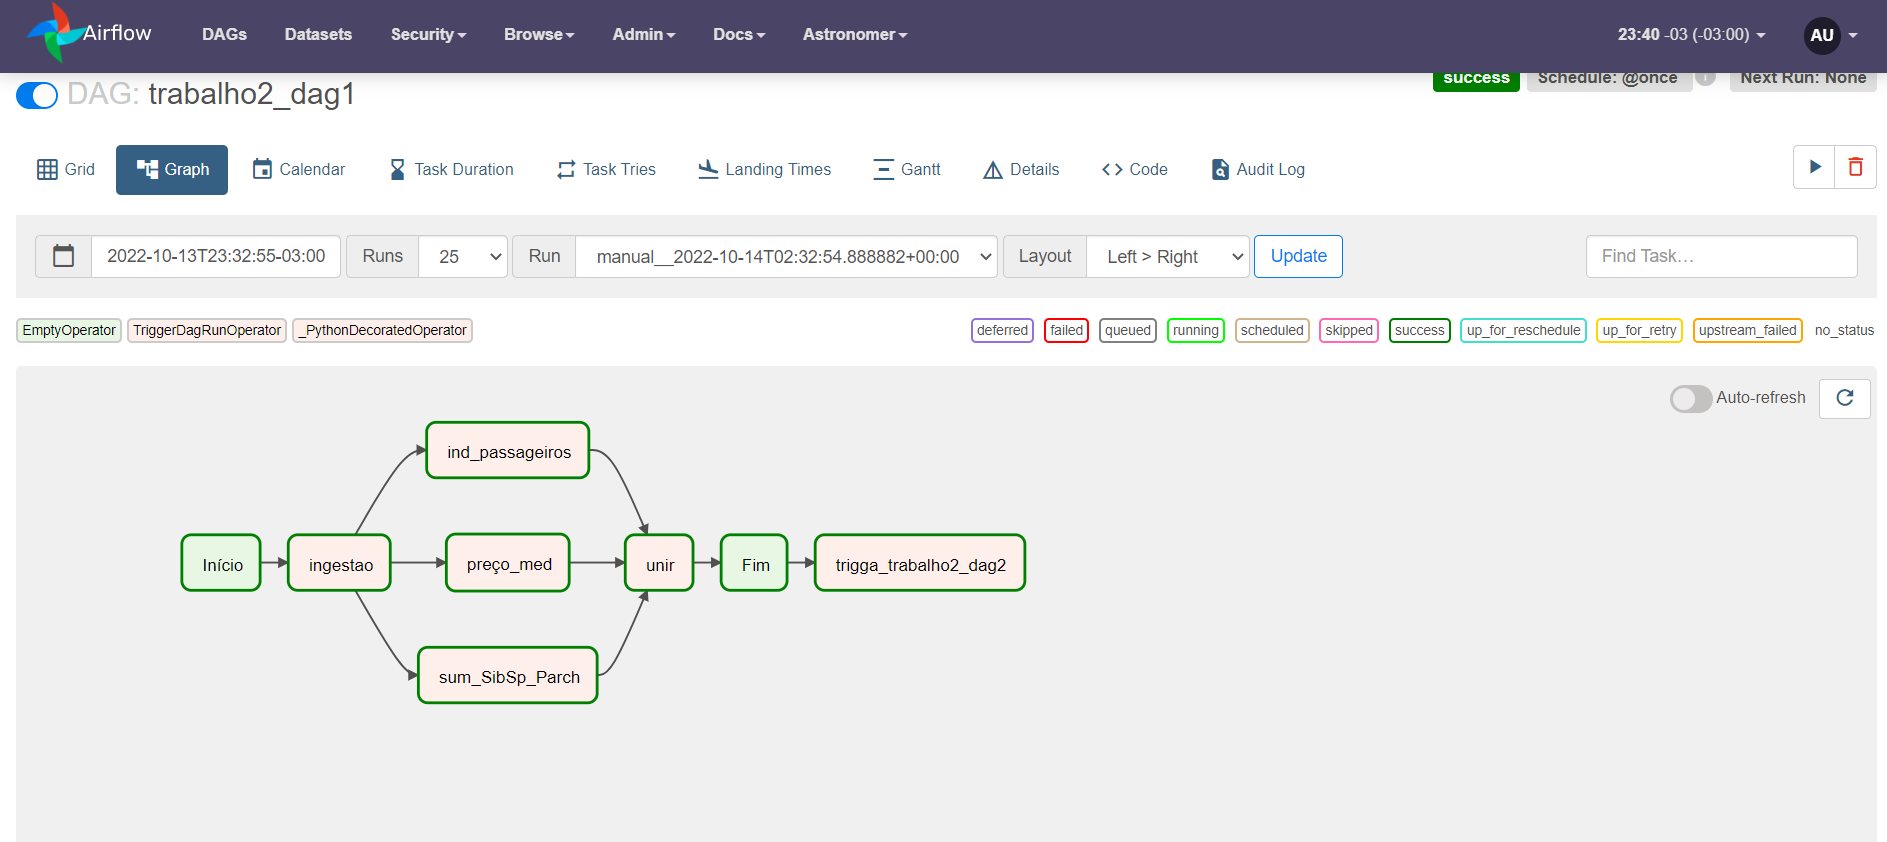 Airflow DAGs Datasets Security Browse Admin Docs Astronomer 23:40 -03 (-03:00) AU
DAG: trabalho2_dag1 success Schedule: @once i Next Run: None
Grid Graph Calendar Task Duration Task Tries Landing Times Gantt Details Code Audit Log
2022-10-13T23:32:55-03:00 Runs 25 Run manual__2022-10-14T02:32:54.888882+00:00 Layout Left > Right Update Find Task…
EmptyOperator TriggerDagRunOperator _PythonDecoratedOperator deferred failed queued running scheduled skipped success up_for_reschedule up_for_retry upstream_failed no_status
Auto-refresh
ind_passageiros
Início ingestao preço_med unir Fim trigga_trabalho2_dag2
sum_SibSp_Parch